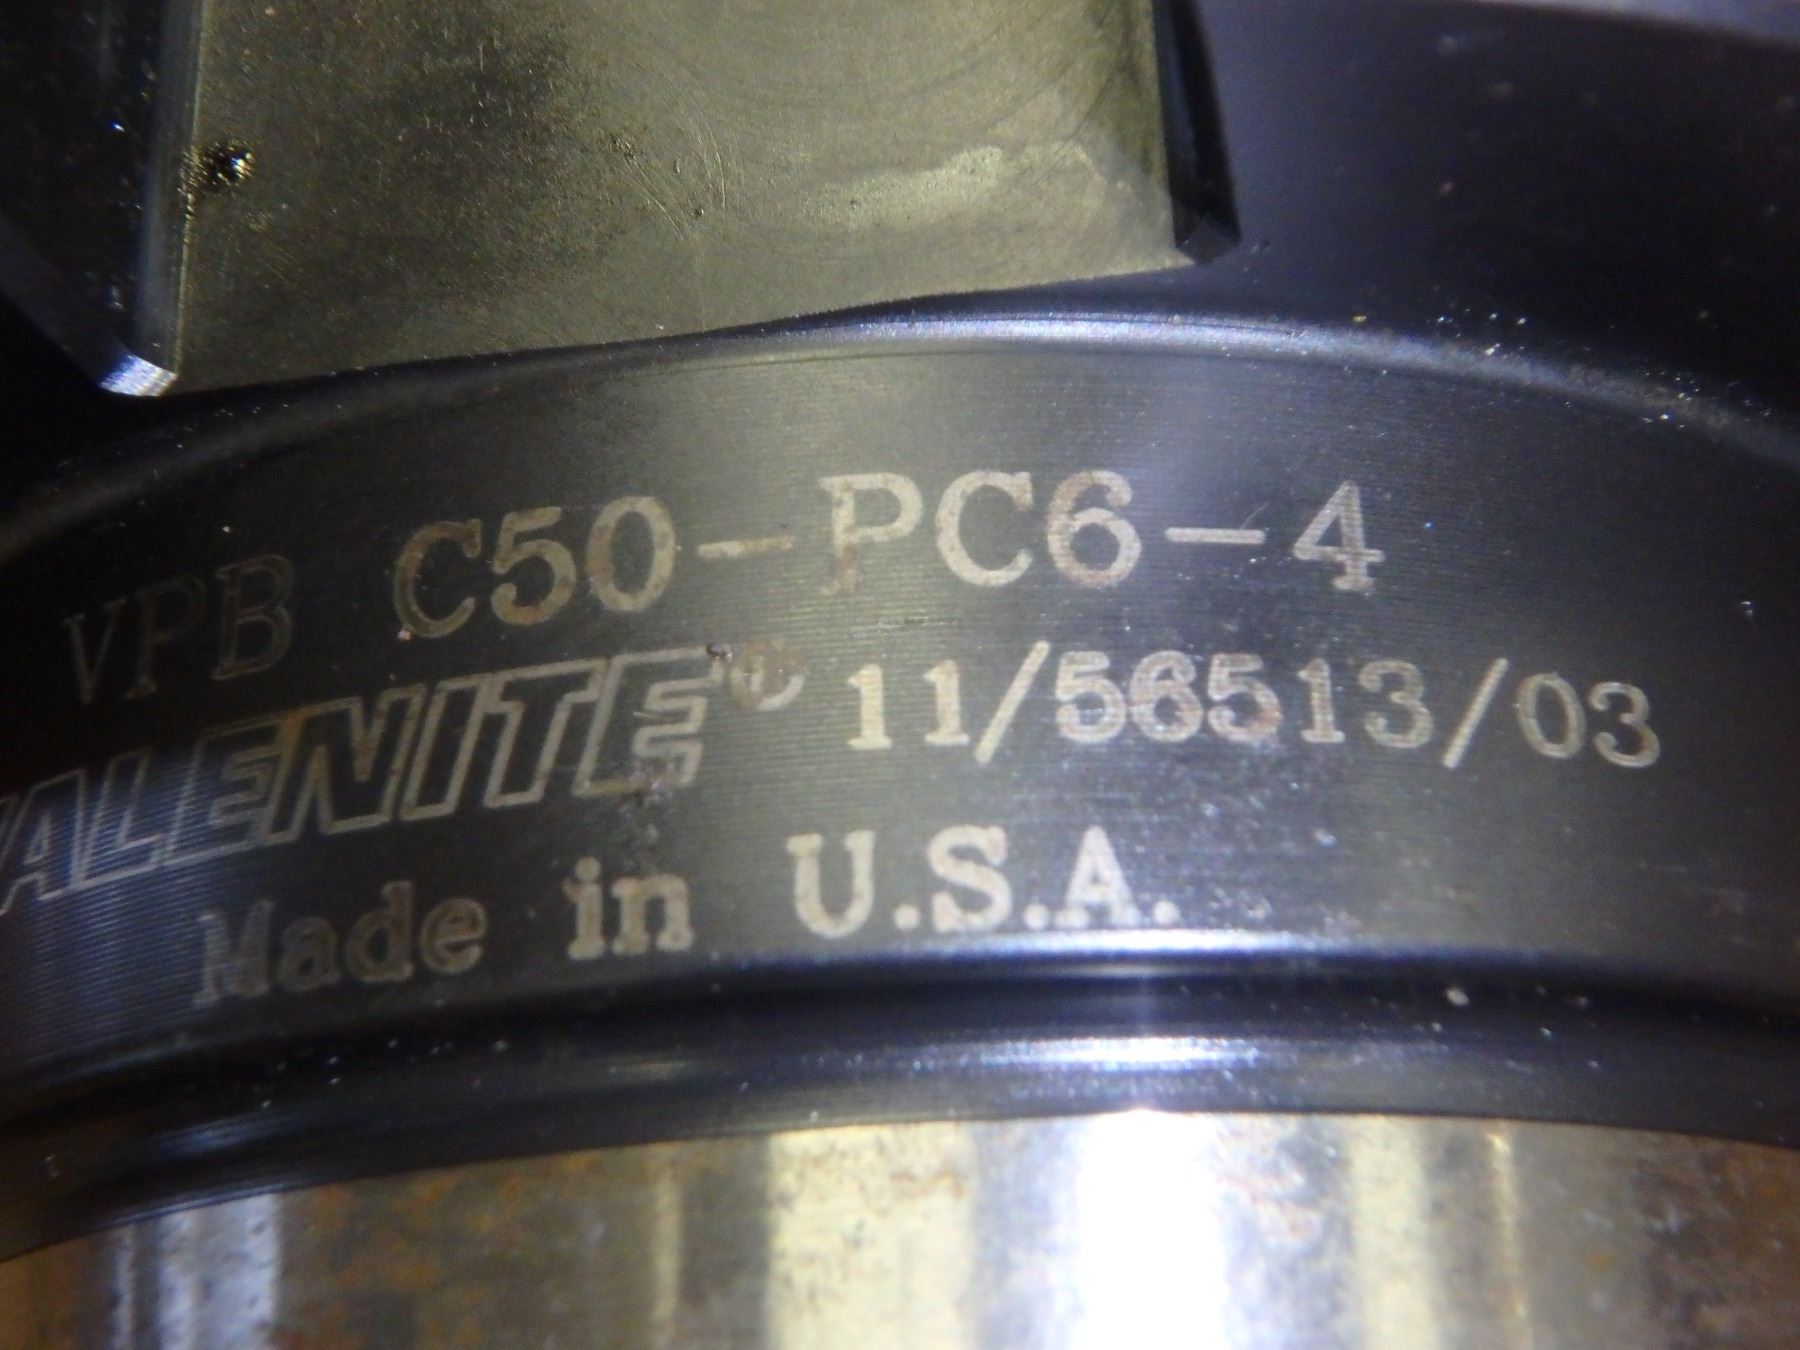 VPB C50-PC6-4
VALENITE® 11/56513/03
Made in U.S.A.